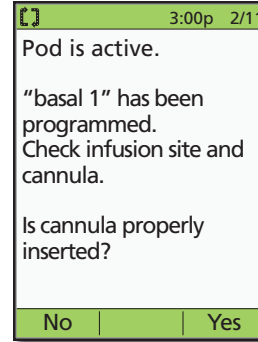 3:00p 2/11
Pod is active.
“basal 1” has been
programmed.
Check infusion site and
cannula.
Is cannula properly
inserted?
No Yes